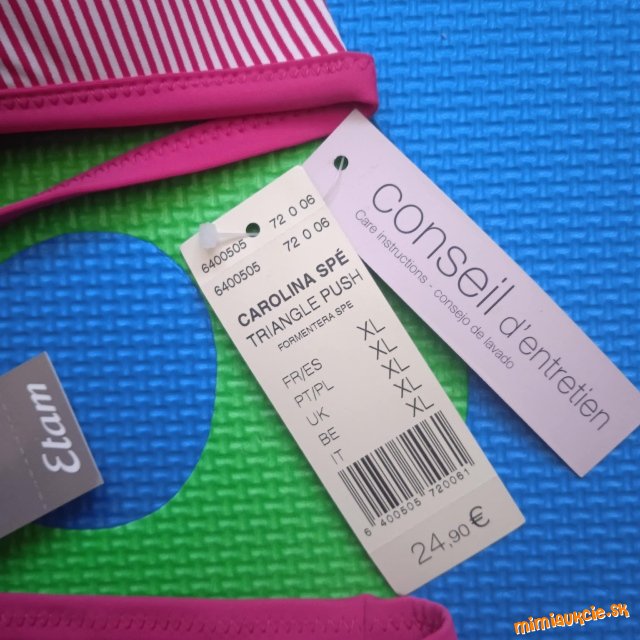 6400505 72 0 06
6400505 72 0 06
CAROLINA SPÉ
TRIANGLE PUSH
FORMENTERA SPE
FR/ES XL
PT/PL XL
UK XL
BE XL
IT
6 400505 720061
24,90€
conseil d'entretien
Care instructions - consejo de lavado
Etam
mimiaukcie.sk